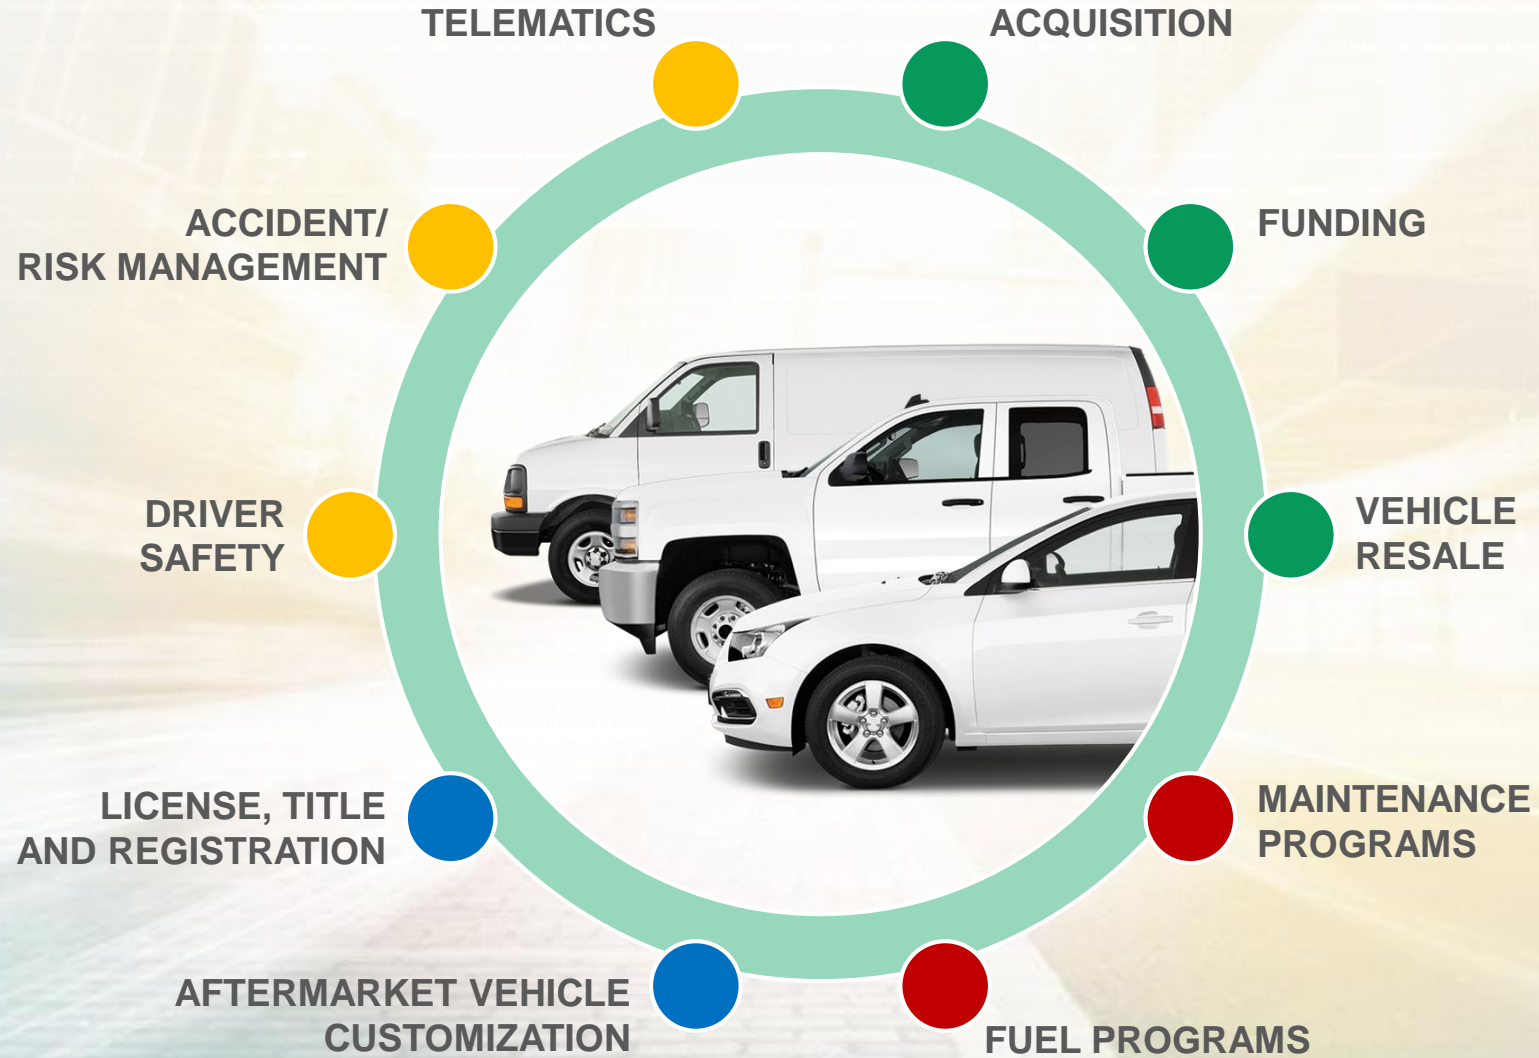 TELEMATICS
ACQUISITION
ACCIDENT/
RISK MANAGEMENT
FUNDING
DRIVER
SAFETY
VEHICLE
RESALE
LICENSE, TITLE
AND REGISTRATION
MAINTENANCE
PROGRAMS
AFTERMARKET VEHICLE
CUSTOMIZATION
FUEL PROGRAMS